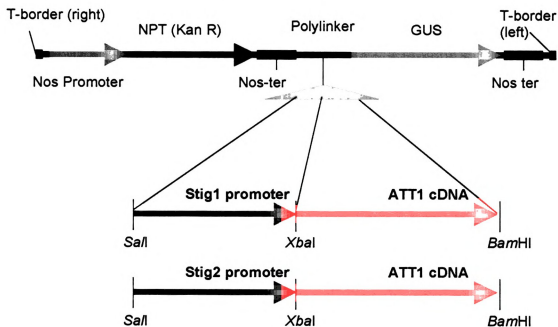 T-border (right)
NPT (Kan R)
Polylinker
GUS
T-border
(left)
Nos Promoter
Nos-ter
Nos ter
Stig1 promoter
ATT1 cDNA
SalI
XbaI
BamHI
Stig2 promoter
ATT1 cDNA
SalI
XbaI
BamHI